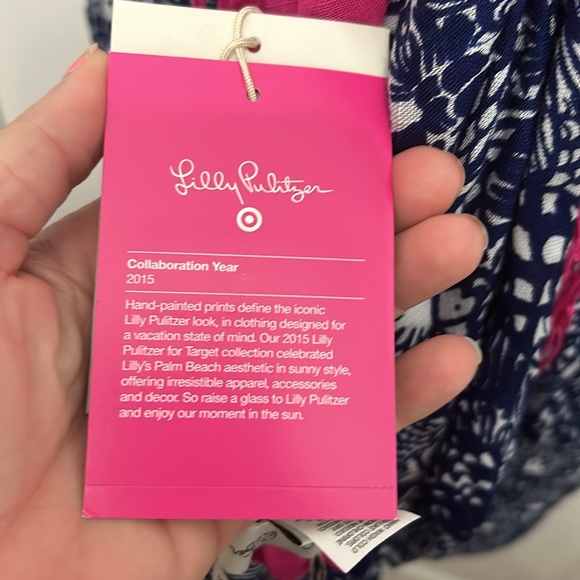 Lilly Pulitzer
Collaboration Year
2015
Hand-painted prints define the iconic
Lilly Pulitzer look, in clothing designed for
a vacation state of mind. Our 2015 Lilly
Pulitzer for Target collection celebrated
Lilly's Palm Beach aesthetic in sunny style,
offering irresistible apparel, accessories
and decor. So raise a glass to Lilly Pulitzer
and enjoy our moment in the sun.